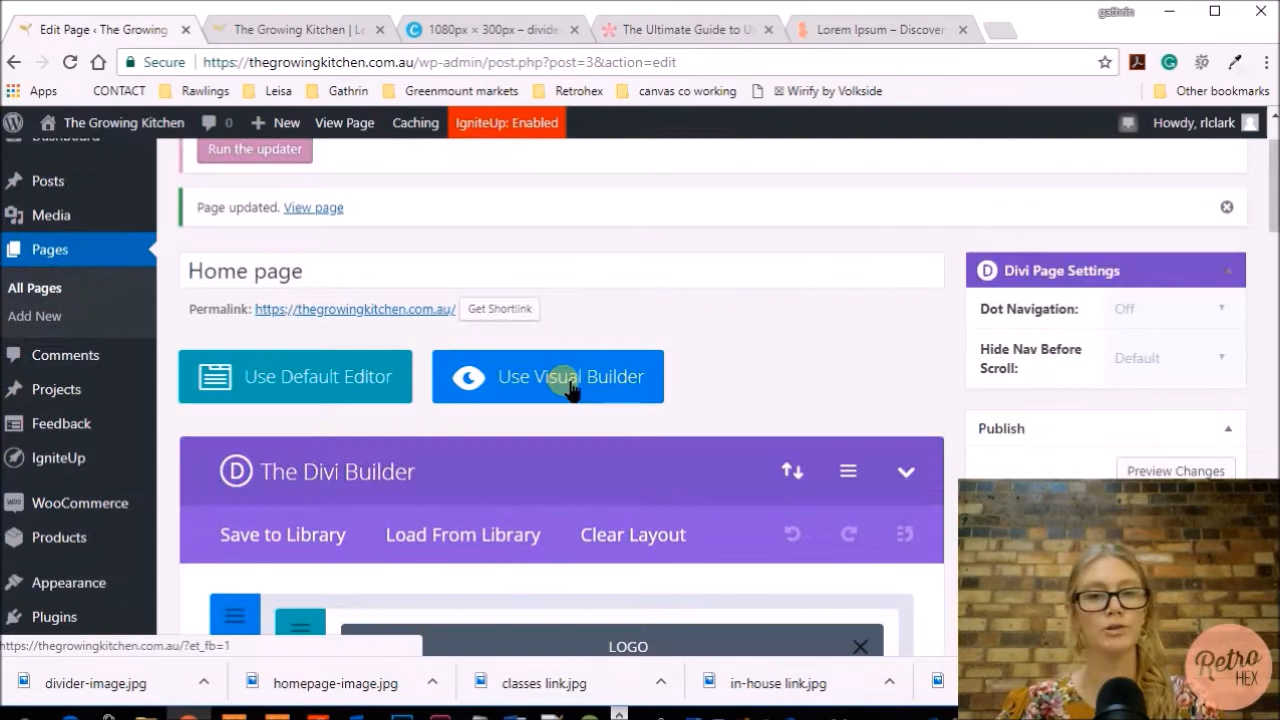 gathrin
Edit Page ‹ The Growing
The Growing Kitchen | Le
1080px × 300px – divide
The Ultimate Guide to U
Lorem Ipsum – Discover
Secure
https://thegrowingkitchen.com.au/wp-admin/post.php?post=3&action=edit
Apps
CONTACT
Rawlings
Leisa
Gathrin
Greenmount markets
Retrohex
canvas co working
Wirify by Volkside
Other bookmarks
The Growing Kitchen
0
New
View Page
Caching
IgniteUp: Enabled
Howdy, rlclark
Dashboard
Run the updater
Posts
Media
Page updated. View page
Pages
Home page
Divi Page Settings
All Pages
Permalink: https://thegrowingkitchen.com.au/
Get Shortlink
Dot Navigation:
Off
Add New
Hide Nav Before
Scroll:
Default
Comments
Use Default Editor
Use Visual Builder
Projects
Feedback
Publish
IgniteUp
The Divi Builder
Preview Changes
WooCommerce
Products
Save to Library
Load From Library
Clear Layout
Appearance
Plugins
LOGO
https://thegrowingkitchen.com.au/?et_fb=1
divider-image.jpg
homepage-image.jpg
classes link.jpg
in-house link.jpg
Retro
HEX